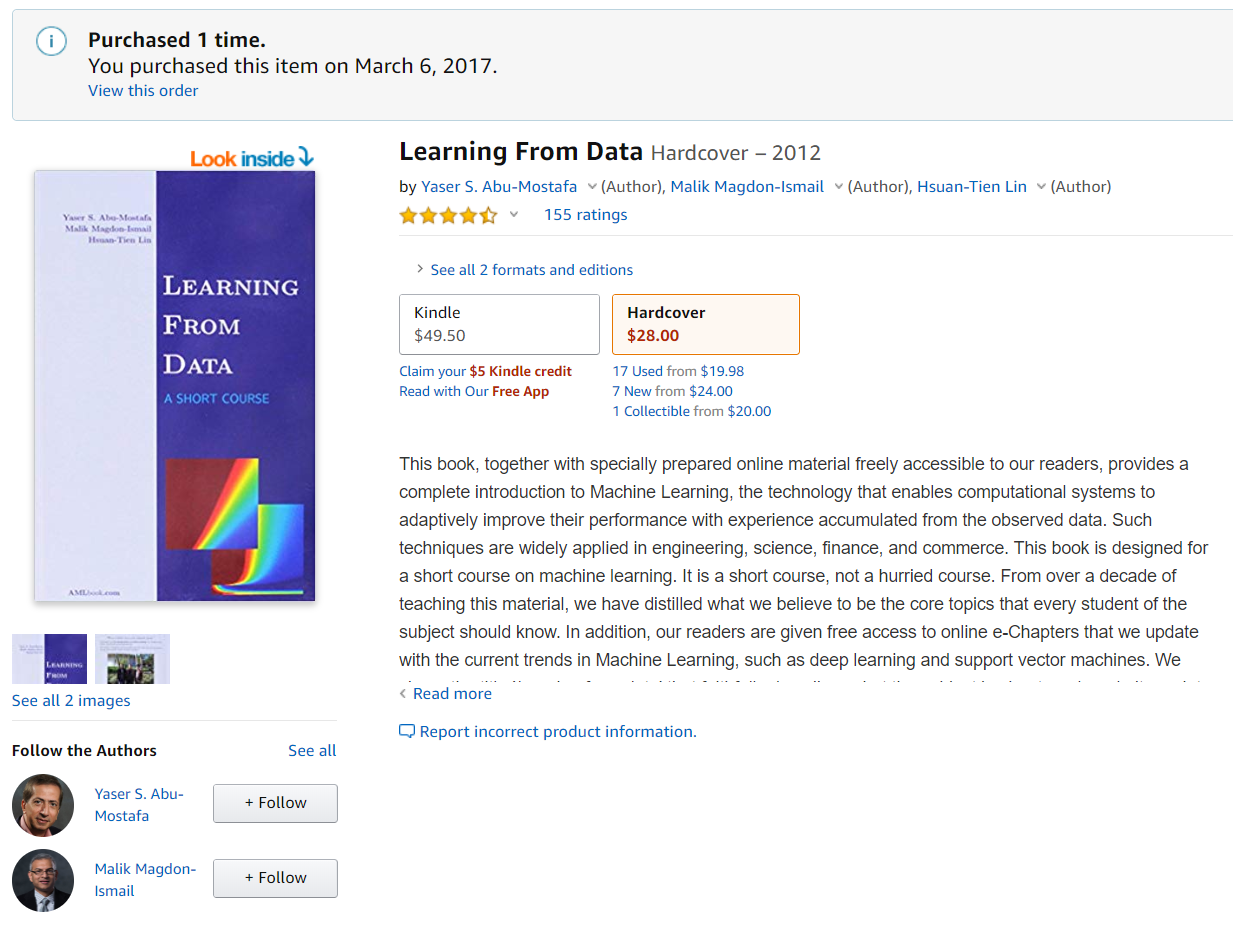 Purchased 1 time.
You purchased this item on March 6, 2017.
View this order
Look inside
Yaser S. Abu-Mostafa
Malik Magdon-Ismail
Hsuan-Tien Lin
LEARNING
FROM
DATA
A SHORT COURSE
AMLbook.com
LEARNING
FROM
See all 2 images
Follow the Authors See all
Yaser S. Abu-
Mostafa
+ Follow
Malik Magdon-
Ismail
+ Follow
Learning From Data Hardcover – 2012
by Yaser S. Abu-Mostafa (Author), Malik Magdon-Ismail (Author), Hsuan-Tien Lin (Author)
155 ratings
See all 2 formats and editions
Kindle
$49.50
Hardcover
$28.00
Claim your $5 Kindle credit
Read with Our Free App
17 Used from $19.98
7 New from $24.00
1 Collectible from $20.00
This book, together with specially prepared online material freely accessible to our readers, provides a
complete introduction to Machine Learning, the technology that enables computational systems to
adaptively improve their performance with experience accumulated from the observed data. Such
techniques are widely applied in engineering, science, finance, and commerce. This book is designed for
a short course on machine learning. It is a short course, not a hurried course. From over a decade of
teaching this material, we have distilled what we believe to be the core topics that every student of the
subject should know. In addition, our readers are given free access to online e-Chapters that we update
with the current trends in Machine Learning, such as deep learning and support vector machines. We
Read more
Report incorrect product information.